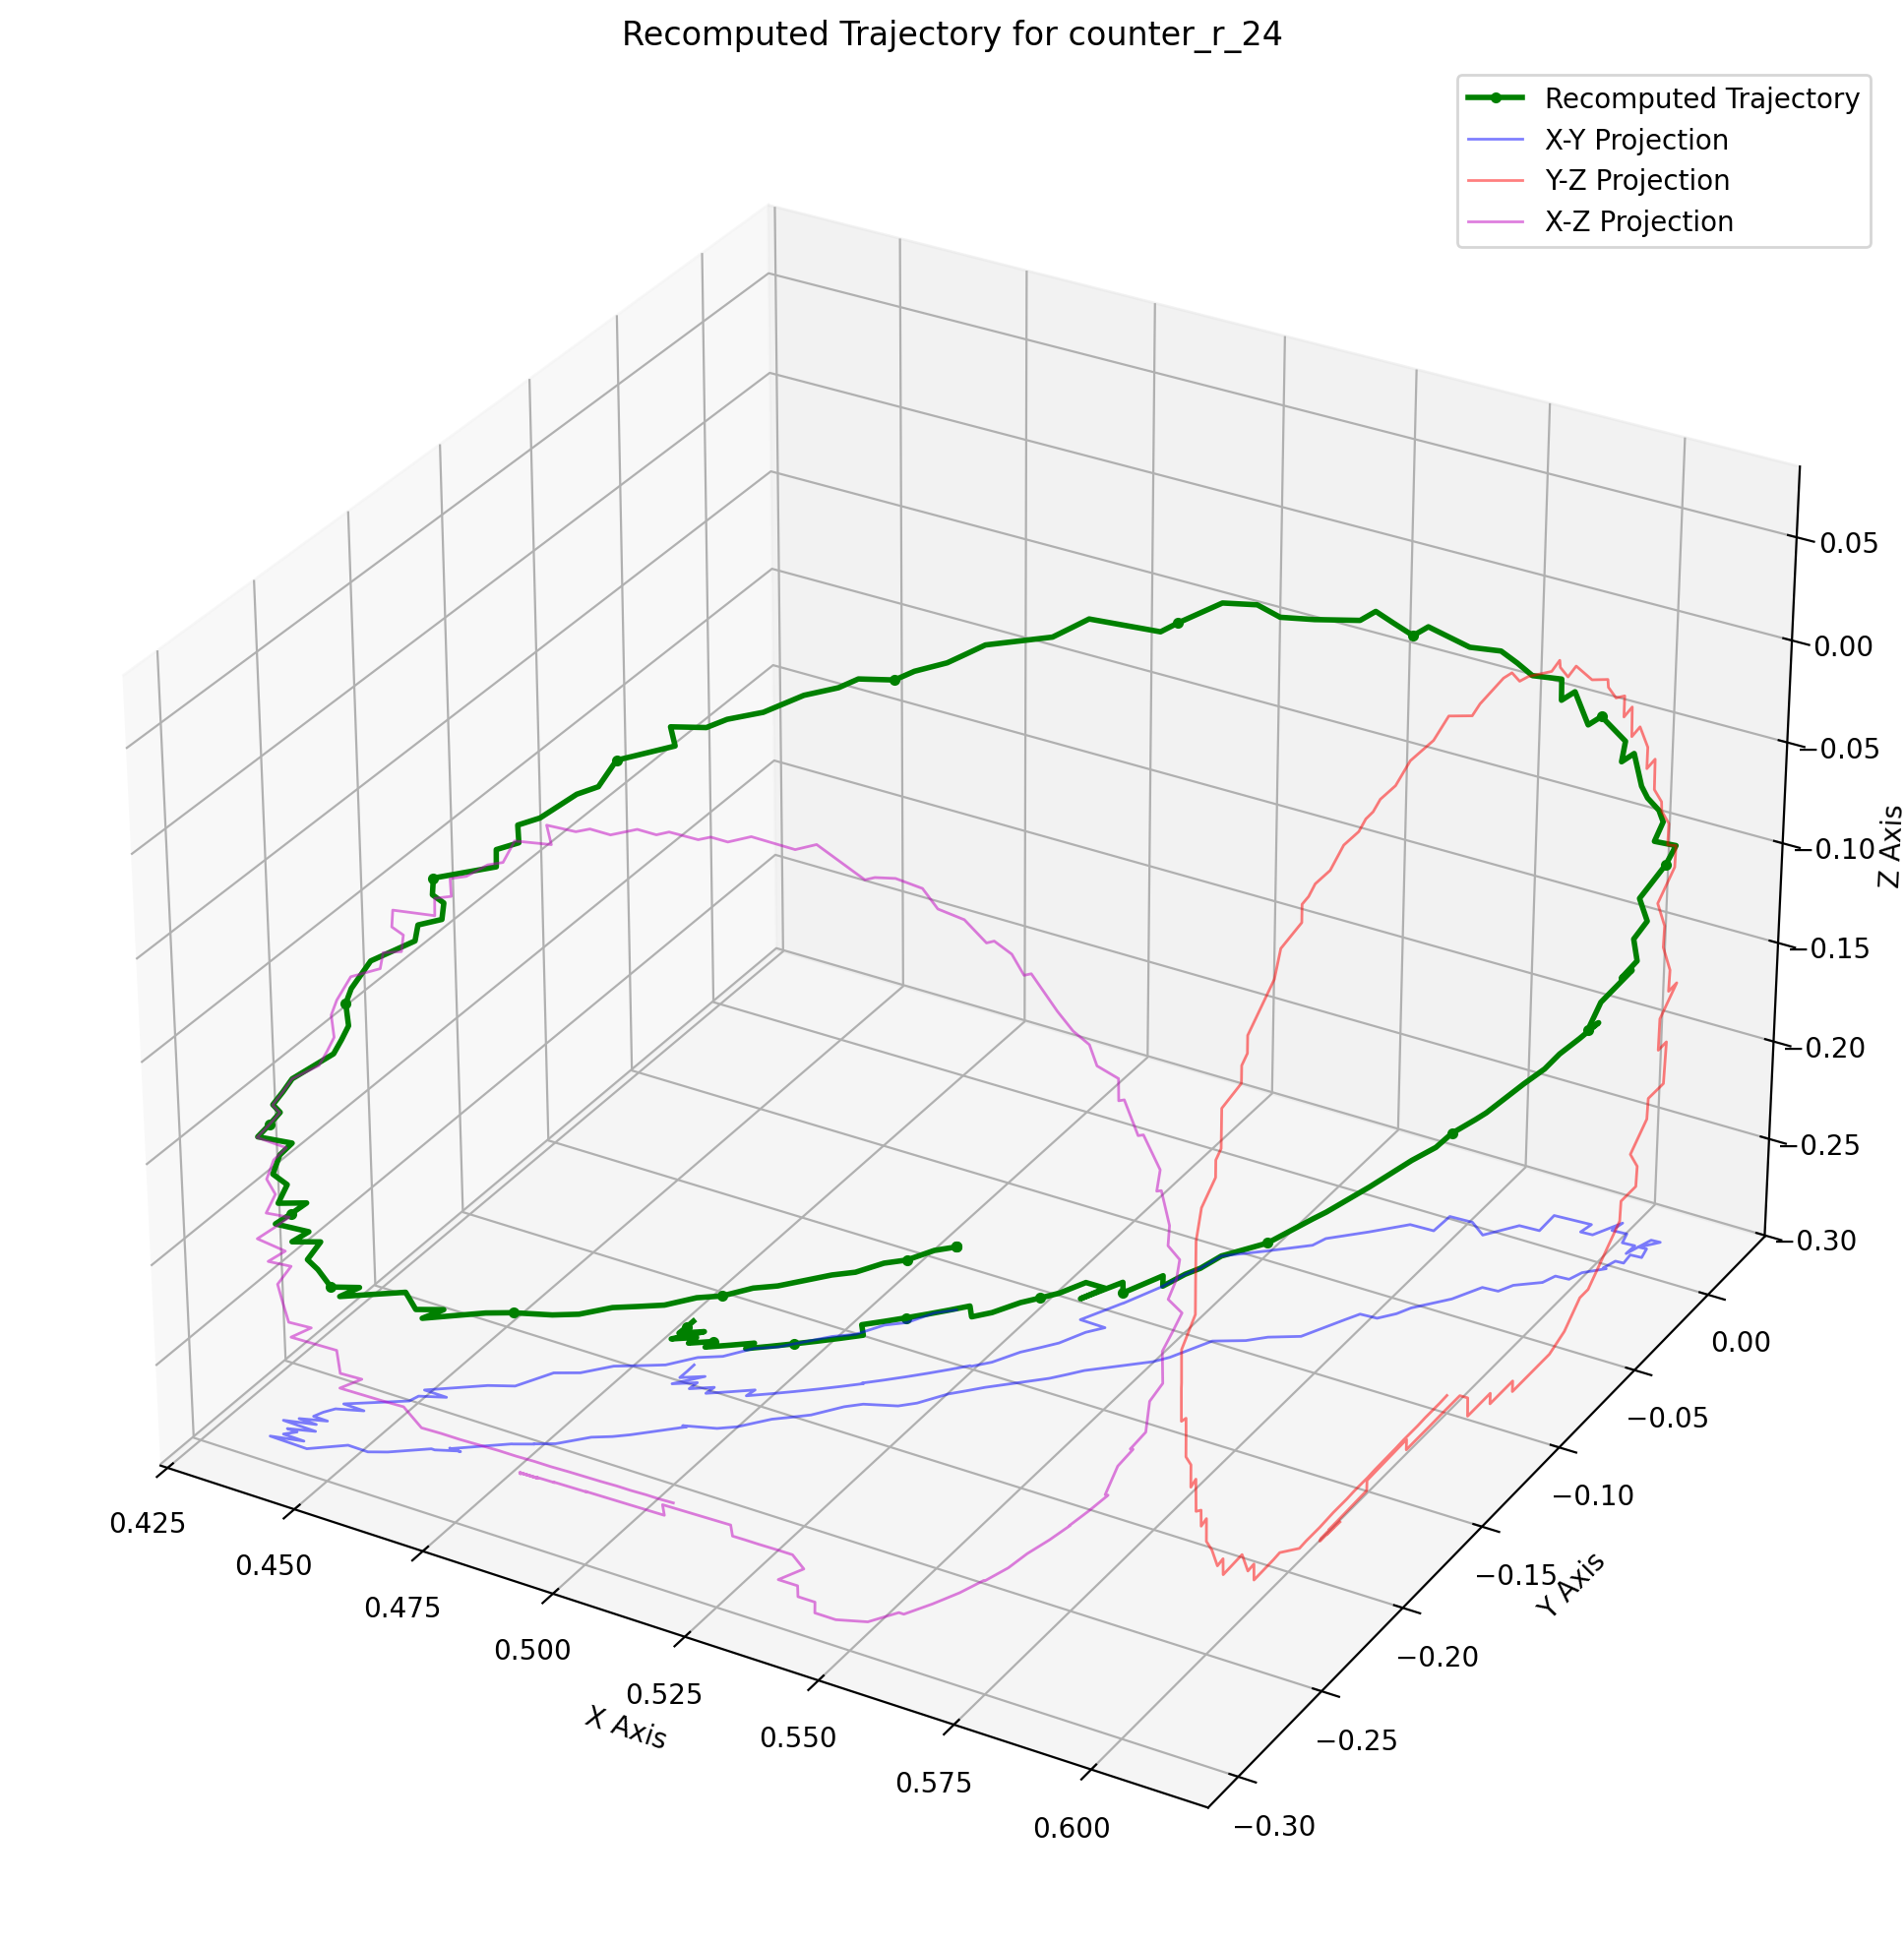 Recomputed Trajectory for counter_r_24
Recomputed Trajectory
X-Y Projection
Y-Z Projection
X-Z Projection
0.05
0.00
−0.05
−0.10
−0.15
−0.20
−0.25
−0.30
Z Axis
0.00
−0.05
−0.10
−0.15
−0.20
−0.25
−0.30
Y Axis
0.425
0.450
0.475
0.500
0.525
0.550
0.575
0.600
X Axis